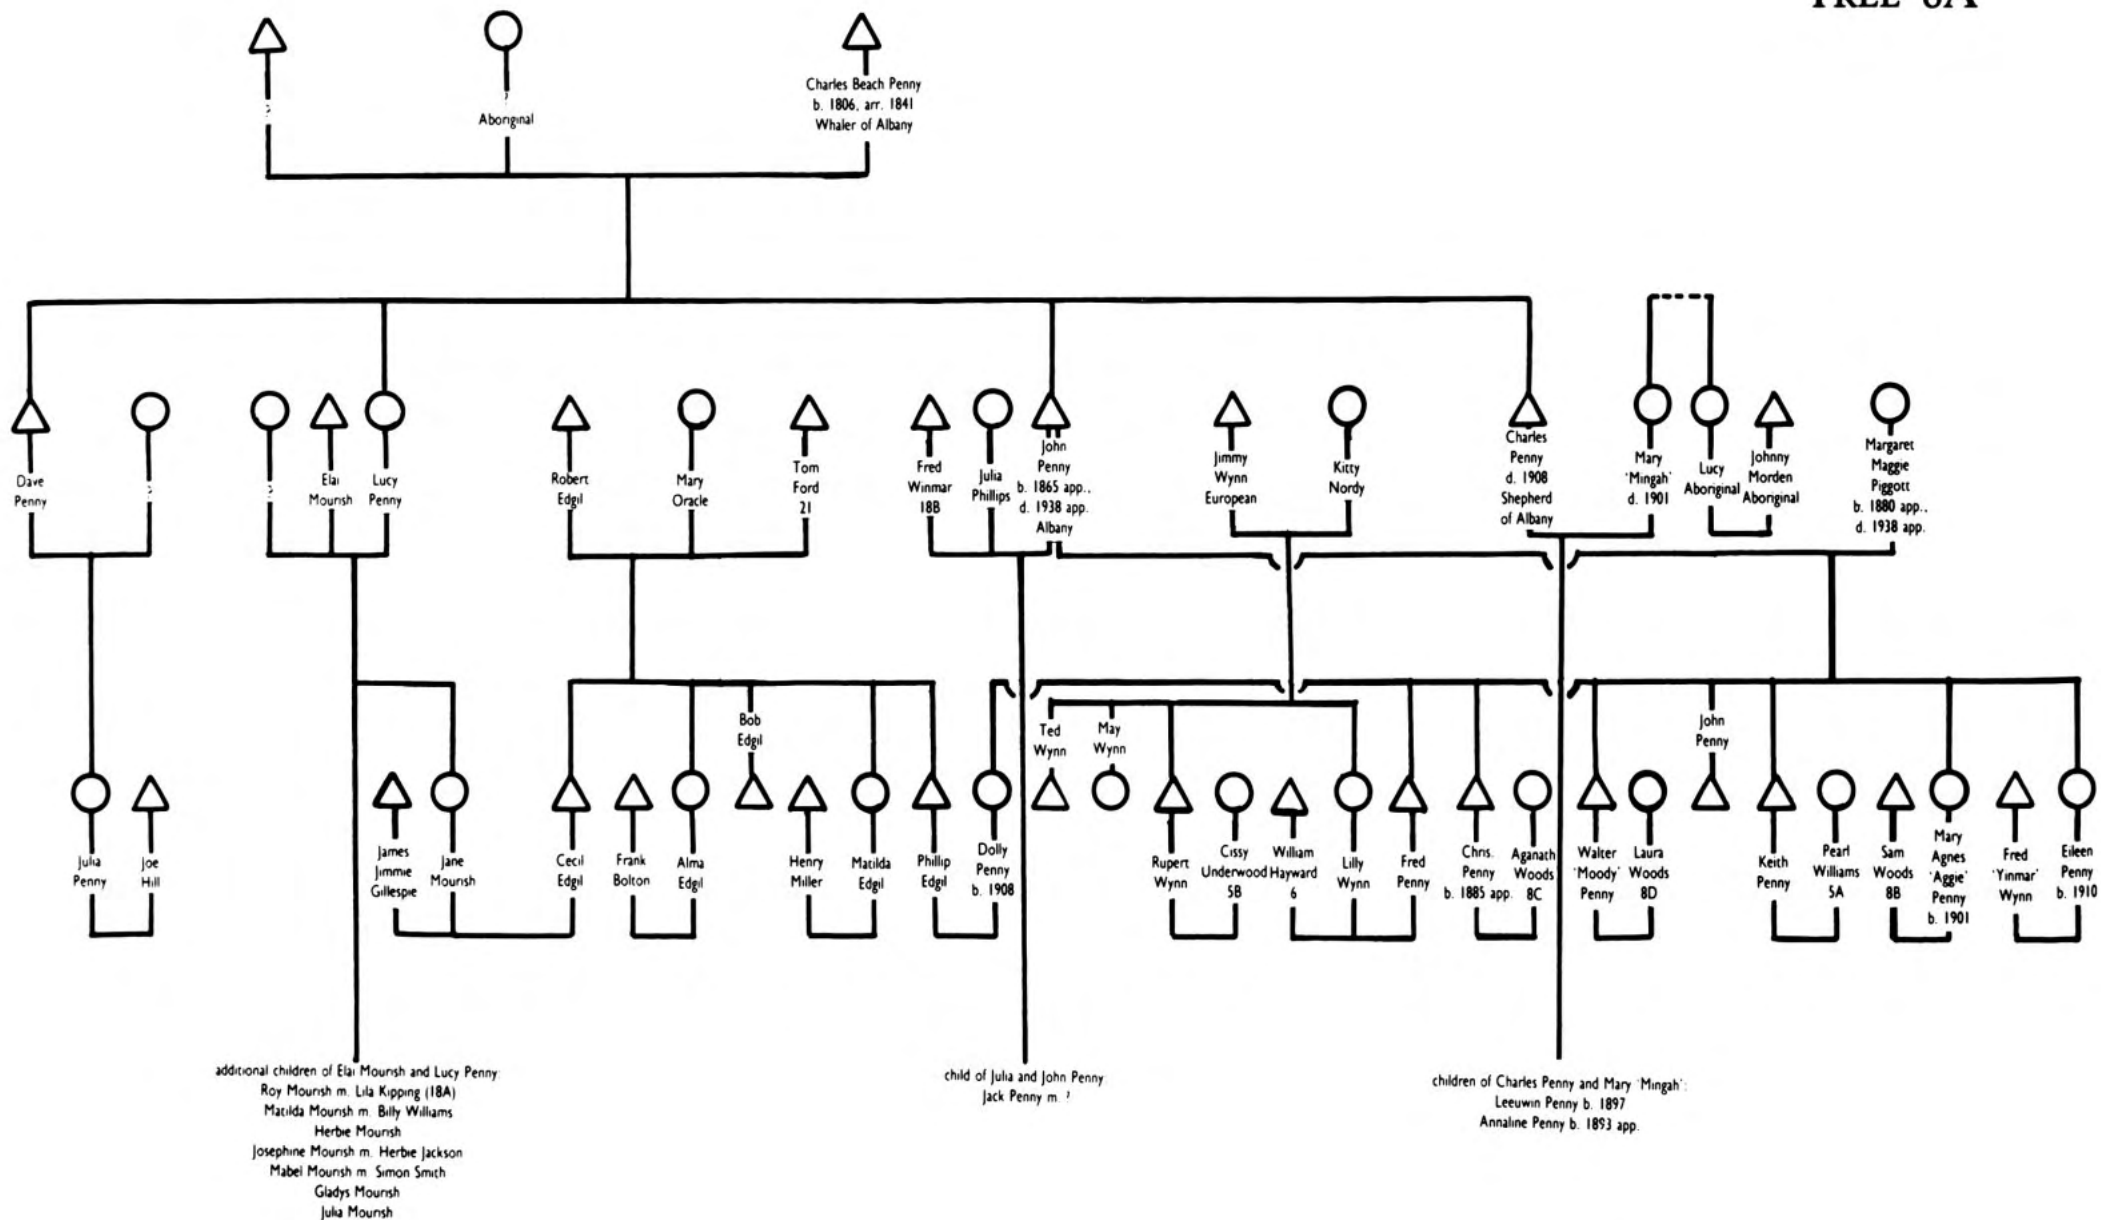 TREE 8A
?
?
Aboriginal
Charles Beach Penny
b. 1806, arr. 1841
Whaler of Albany
Dave
Penny
?
?
Elai
Mourish
Lucy
Penny
Robert
Edgil
Mary
Oracle
Tom
Ford
21
Fred
Winmar
18B
Julia
Phillips
John
Penny
b. 1865 app.,
d. 1938 app.
Albany
Jimmy
Wynn
European
Kitty
Nordy
Charles
Penny
d. 1908
Shepherd
of Albany
Mary
'Mingah'
d. 1901
Lucy
Aboriginal
Johnny
Morden
Aboriginal
Margaret
Maggie
Piggott
b. 1880 app.,
d. 1938 app.
Julia
Penny
Joe
Hill
James
Jimmie
Gillespie
Jane
Mourish
Cecil
Edgil
Frank
Bolton
Alma
Edgil
Bob
Edgil
Henry
Miller
Matilda
Edgil
Phillip
Edgil
Dolly
Penny
b. 1908
Ted
Wynn
May
Wynn
Rupert
Wynn
Cissy
Underwood
5B
William
Hayward
6
Lilly
Wynn
Fred
Penny
Chris.
Penny
b. 1885 app.
Aganath
Woods
8C
Walter
'Moody'
Penny
Laura
Woods
8D
John
Penny
Keith
Penny
Pearl
Williams
5A
Sam
Woods
8B
Mary
Agnes
'Aggie'
Penny
b. 1901
Fred
'Yinmar'
Wynn
Eileen
Penny
b. 1910
additional children of Elai Mourish and Lucy Penny:
Roy Mourish m. Lila Kipping (18A)
Matilda Mourish m. Billy Williams
Herbie Mourish
Josephine Mourish m. Herbie Jackson
Mabel Mourish m. Simon Smith
Gladys Mourish
Julia Mourish
child of Julia and John Penny:
Jack Penny m. ?
children of Charles Penny and Mary 'Mingah':
Leeuwin Penny b. 1897
Annaline Penny b. 1893 app.